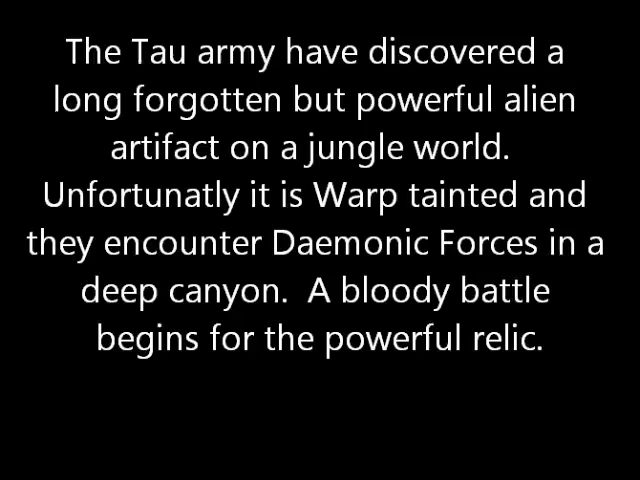 The Tau army have discovered a
long forgotten but powerful alien
artifact on a jungle world.
Unfortunatly it is Warp tainted and
they encounter Daemonic Forces in a
deep canyon.  A bloody battle
begins for the powerful relic.